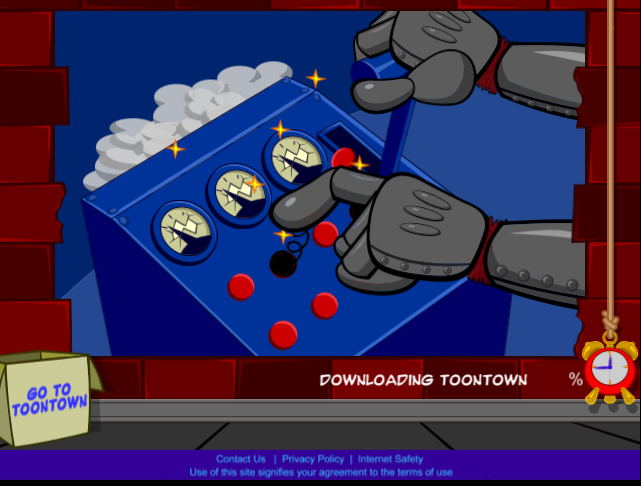 DOWNLOADING TOONTOWN %
GO TO
TOONTOWN
Contact Us | Privacy Policy | Internet Safety
Use of this site signifies your agreement to the terms of use